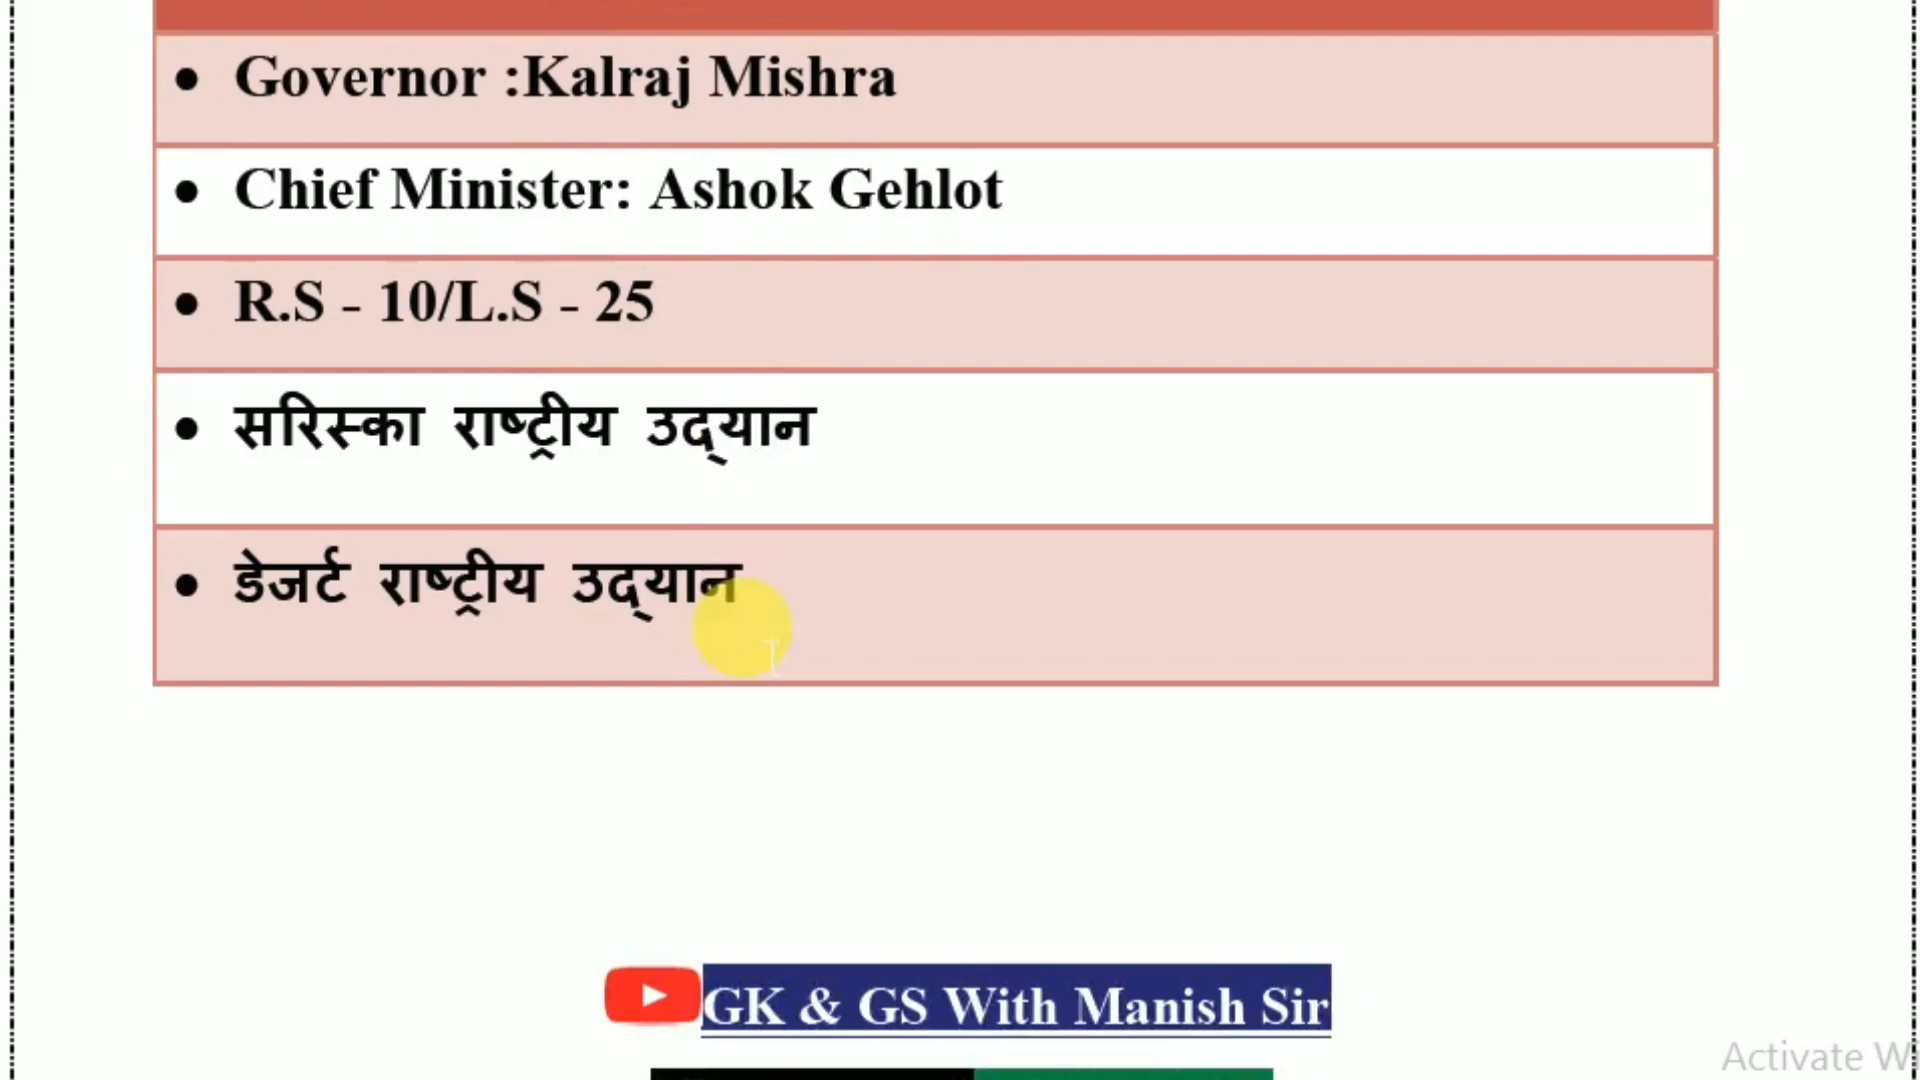 • Governor :Kalraj Mishra
• Chief Minister: Ashok Gehlot
• R.S - 10/L.S - 25
• सरिस्का राष्ट्रीय उद्यान
• डेजर्ट राष्ट्रीय उद्यान
GK & GS With Manish Sir
Activate